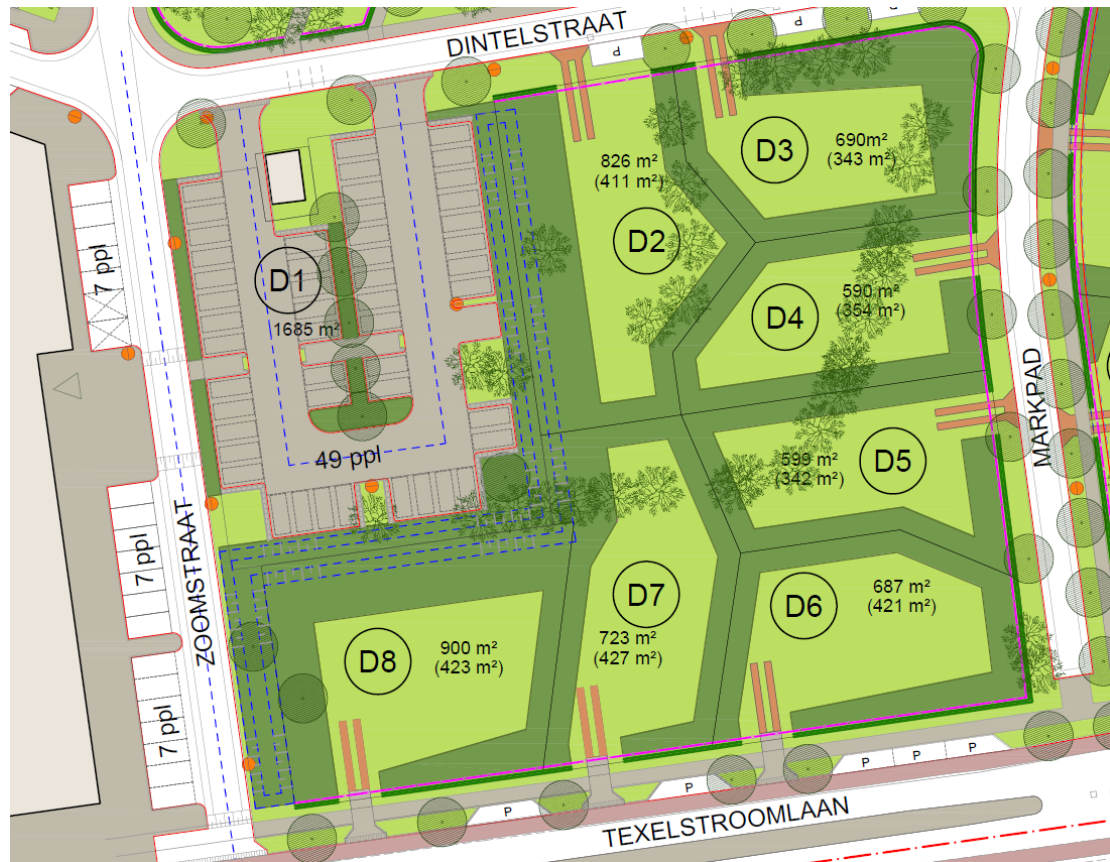 DINTELSTRAAT
P
P
P
D3
690m²
(343 m²)
826 m²
(411 m²)
D2
7 ppl
D1
1685 m²
D4
590 m²
(354 m²)
MARKPAD
49 ppl
D5
599 m²
(342 m²)
7 ppl
ZOOMSTRAAT
D7
723 m²
(427 m²)
D6
687 m²
(421 m²)
D8
900 m²
(423 m²)
7 ppl
P
P
P
P
P
TEXELSTROOMLAAN